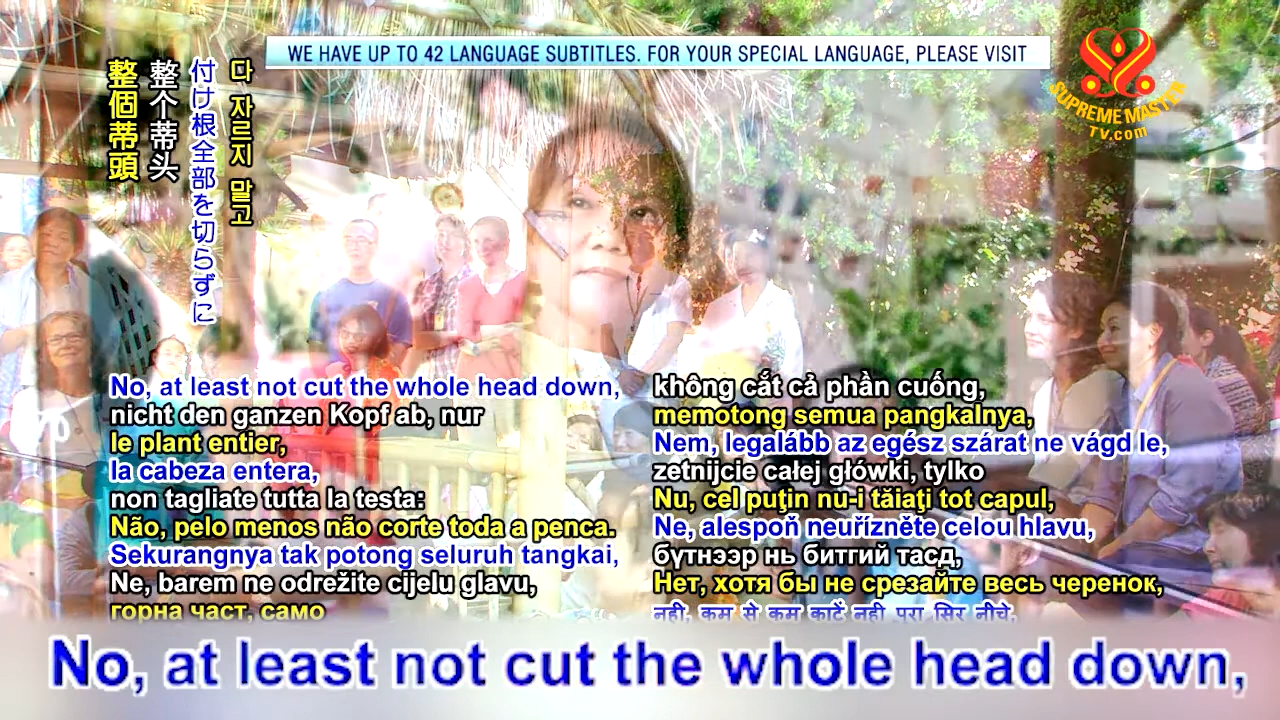 WE HAVE UP TO 42 LANGUAGE SUBTITLES. FOR YOUR SPECIAL LANGUAGE, PLEASE VISIT
SUPREME MASTER
TV.com
다 자르지 말고
付け根全部を切らずに
整个蒂头
整個蒂頭
No, at least not cut the whole head down,
nicht den ganzen Kopf ab, nur
le plant entier,
la cabeza entera,
non tagliate tutta la testa:
Não, pelo menos não corte toda a penca.
Sekurangnya tak potong seluruh tangkai,
Ne, barem ne odrežite cijelu glavu,
горна част, само
không cắt cả phần cuống,
memotong semua pangkalnya,
Nem, legalább az egész szárat ne vágd le,
zetnijcie całej główki, tylko
Nu, cel puţin nu-i tăiaţi tot capul,
Ne, alespoň neuřízněte celou hlavu,
бүтнээр нь битгий тасд,
Нет, хотя бы не срезайте весь черенок,
नहीं, कम से कम काटें नहीं पूरा सिर नीचे,
No, at least not cut the whole head down,